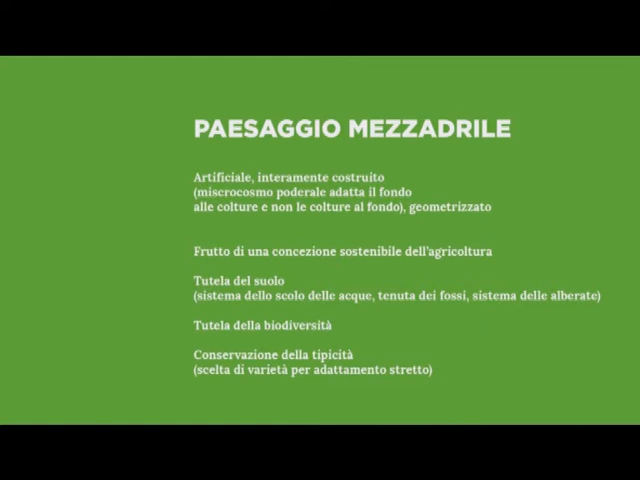 PAESAGGIO MEZZADRILE
Artificiale, interamente costruito
(miscrocosmo poderale adatta il fondo
alle colture e non le colture al fondo), geometrizzato
Frutto di una concezione sostenibile dell'agricoltura
Tutela del suolo
(sistema dello scolo delle acque, tenuta dei fossi, sistema delle alberate)
Tutela della biodiversità
Conservazione della tipicità
(scelta di varietà per adattamento stretto)